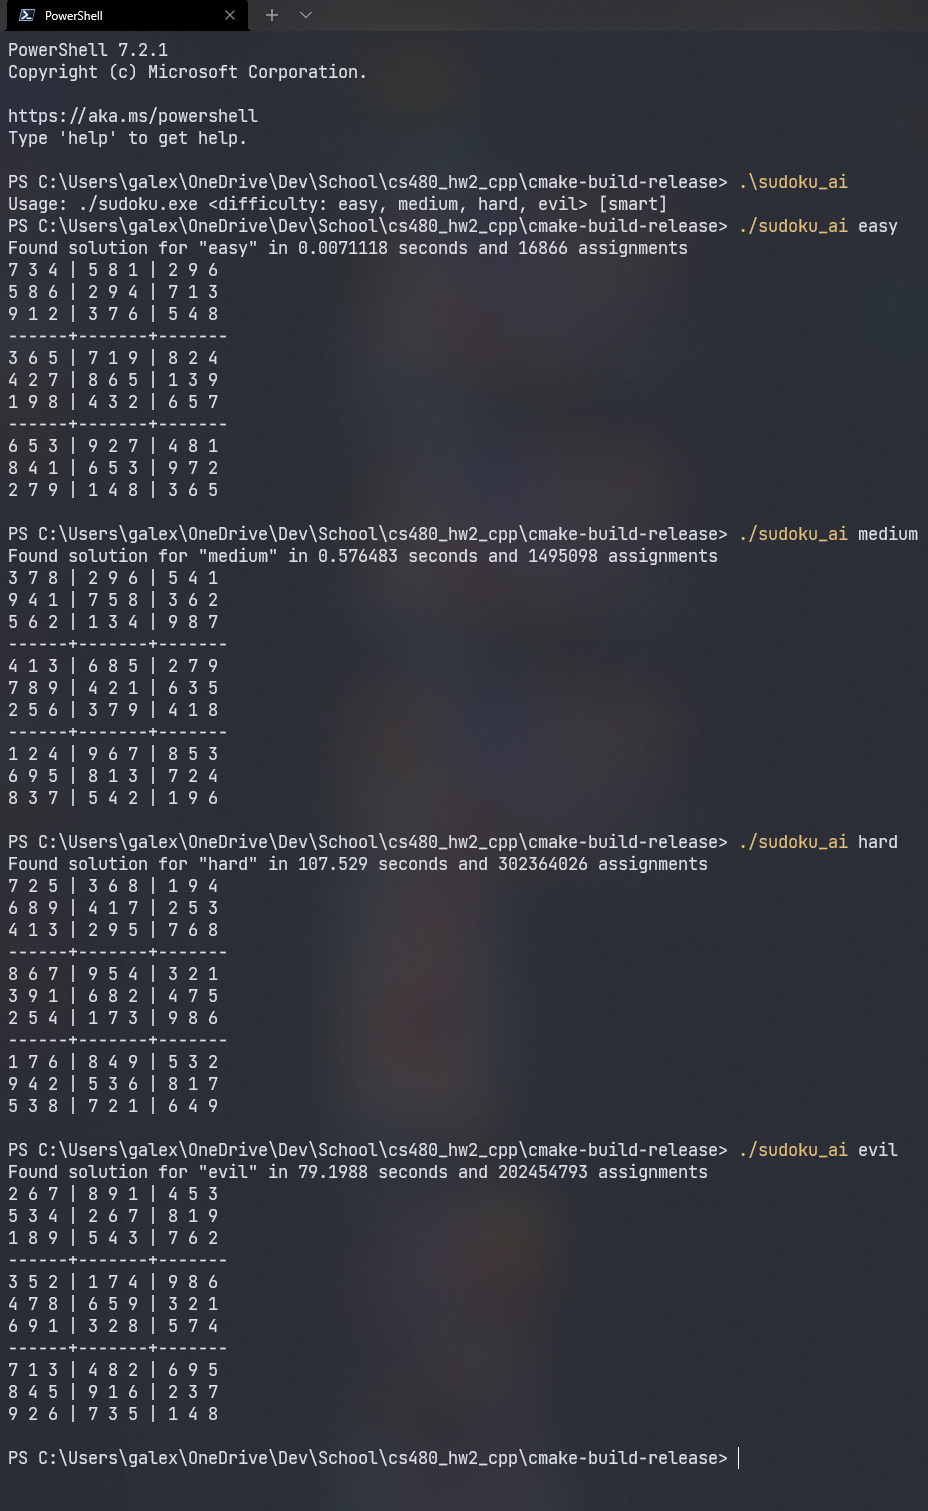 PowerShell
PowerShell 7.2.1
Copyright (c) Microsoft Corporation.
https://aka.ms/powershell
Type 'help' to get help.
PS C:\Users\galex\OneDrive\Dev\School\cs480_hw2_cpp\cmake-build-release> .\sudoku_ai
Usage: ./sudoku.exe <difficulty: easy, medium, hard, evil> [smart]
PS C:\Users\galex\OneDrive\Dev\School\cs480_hw2_cpp\cmake-build-release> ./sudoku_ai easy
Found solution for "easy" in 0.0071118 seconds and 16866 assignments
7 3 4 | 5 8 1 | 2 9 6
5 8 6 | 2 9 4 | 7 1 3
9 1 2 | 3 7 6 | 5 4 8
------+-------+-------
3 6 5 | 7 1 9 | 8 2 4
4 2 7 | 8 6 5 | 1 3 9
1 9 8 | 4 3 2 | 6 5 7
------+-------+-------
6 5 3 | 9 2 7 | 4 8 1
8 4 1 | 6 5 3 | 9 7 2
2 7 9 | 1 4 8 | 3 6 5
PS C:\Users\galex\OneDrive\Dev\School\cs480_hw2_cpp\cmake-build-release> ./sudoku_ai medium
Found solution for "medium" in 0.576483 seconds and 1495098 assignments
3 7 8 | 2 9 6 | 5 4 1
9 4 1 | 7 5 8 | 3 6 2
5 6 2 | 1 3 4 | 9 8 7
------+-------+-------
4 1 3 | 6 8 5 | 2 7 9
7 8 9 | 4 2 1 | 6 3 5
2 5 6 | 3 7 9 | 4 1 8
------+-------+-------
1 2 4 | 9 6 7 | 8 5 3
6 9 5 | 8 1 3 | 7 2 4
8 3 7 | 5 4 2 | 1 9 6
PS C:\Users\galex\OneDrive\Dev\School\cs480_hw2_cpp\cmake-build-release> ./sudoku_ai hard
Found solution for "hard" in 107.529 seconds and 302364026 assignments
7 2 5 | 3 6 8 | 1 9 4
6 8 9 | 4 1 7 | 2 5 3
4 1 3 | 2 9 5 | 7 6 8
------+-------+-------
8 6 7 | 9 5 4 | 3 2 1
3 9 1 | 6 8 2 | 4 7 5
2 5 4 | 1 7 3 | 9 8 6
------+-------+-------
1 7 6 | 8 4 9 | 5 3 2
9 4 2 | 5 3 6 | 8 1 7
5 3 8 | 7 2 1 | 6 4 9
PS C:\Users\galex\OneDrive\Dev\School\cs480_hw2_cpp\cmake-build-release> ./sudoku_ai evil
Found solution for "evil" in 79.1988 seconds and 202454793 assignments
2 6 7 | 8 9 1 | 4 5 3
5 3 4 | 2 6 7 | 8 1 9
1 8 9 | 5 4 3 | 7 6 2
------+-------+-------
3 5 2 | 1 7 4 | 9 8 6
4 7 8 | 6 5 9 | 3 2 1
6 9 1 | 3 2 8 | 5 7 4
------+-------+-------
7 1 3 | 4 8 2 | 6 9 5
8 4 5 | 9 1 6 | 2 3 7
9 2 6 | 7 3 5 | 1 4 8
PS C:\Users\galex\OneDrive\Dev\School\cs480_hw2_cpp\cmake-build-release>